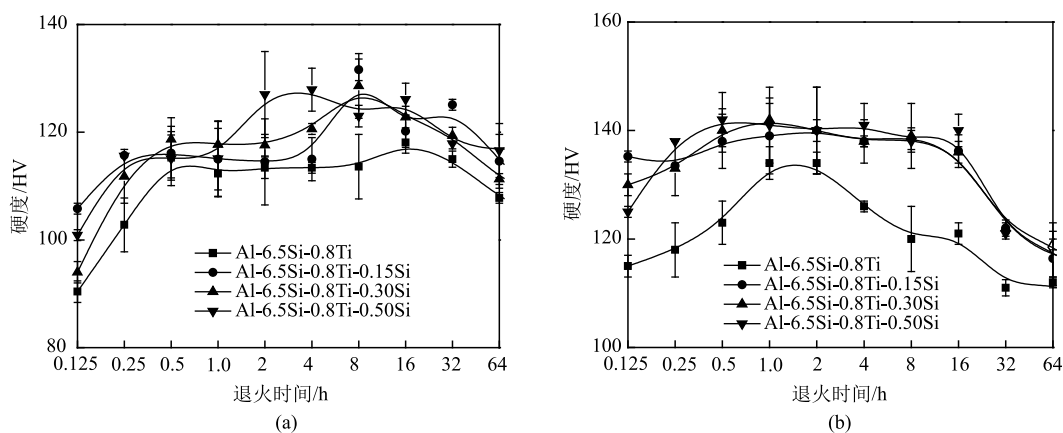 140
120
100
80
硬度/HV
Al-6.5Si-0.8Ti
Al-6.5Si-0.8Ti-0.15Si
Al-6.5Si-0.8Ti-0.30Si
Al-6.5Si-0.8Ti-0.50Si
0.125 0.25 0.5 1.0 2 4 8 16 32 64
退火时间/h
(a)
160
140
120
100
硬度/HV
Al-6.5Si-0.8Ti
Al-6.5Si-0.8Ti-0.15Si
Al-6.5Si-0.8Ti-0.30Si
Al-6.5Si-0.8Ti-0.50Si
0.125 0.25 0.5 1.0 2 4 8 16 32 64
退火时间/h
(b)